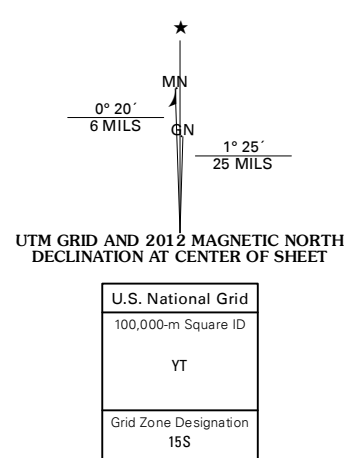 ★
MN
0° 20´
6 MILS
GN
1° 25´
25 MILS
UTM GRID AND 2012 MAGNETIC NORTH
DECLINATION AT CENTER OF SHEET
U.S. National Grid
100,000-m Square ID
YT
Grid Zone Designation
15S